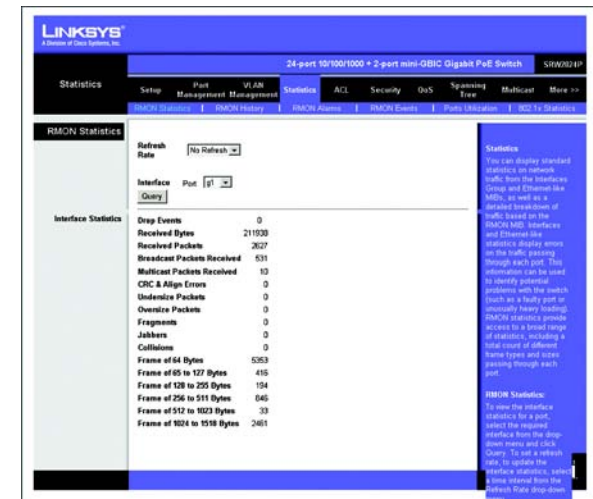 LINKSYS®
A Division of Cisco Systems, Inc.
24-port 10/100/1000 + 2-port mini-GBIC Gigabit PoE Switch SRW2024P
Statistics
Setup Port Management VLAN Management Statistics ACL Security QoS Spanning Tree Multicast More >>
RMON Statistics | RMON History | RMON Alarms | RMON Events | Ports Utilization | 802.1x Statistics
RMON Statistics
Refresh Rate No Refresh
Interface Port g1
Query
Interface Statistics
Drop Events 0
Received Bytes 211938
Received Packets 2627
Broadcast Packets Received 531
Multicast Packets Received 10
CRC & Align Errors 0
Undersize Packets 0
Oversize Packets 0
Fragments 0
Jabbers 0
Collisions 0
Frame of 64 Bytes 5353
Frame of 65 to 127 Bytes 416
Frame of 128 to 255 Bytes 194
Frame of 256 to 511 Bytes 846
Frame of 512 to 1023 Bytes 33
Frame of 1024 to 1518 Bytes 2461
Statistics
You can display standard
statistics on network
traffic from the Interfaces
Group and Ethernet-like
MIBs, as well as a
detailed breakdown of
traffic based on the
RMON MIB. Interfaces
and Ethernet-like
statistics display errors
on the traffic passing
through each port. This
information can be used
to identify potential
problems with the switch
(such as a faulty port or
unusually heavy loading).
RMON statistics provide
access to a broad range
of statistics, including a
total count of different
frame types and sizes
passing through each
port.
RMON Statistics:
To view the interface
statistics for a port,
select the required
interface from the drop-
down menu and click
Query. To set a refresh
rate, to update the
interface statistics, select
a time interval from the
Refresh Rate drop-down